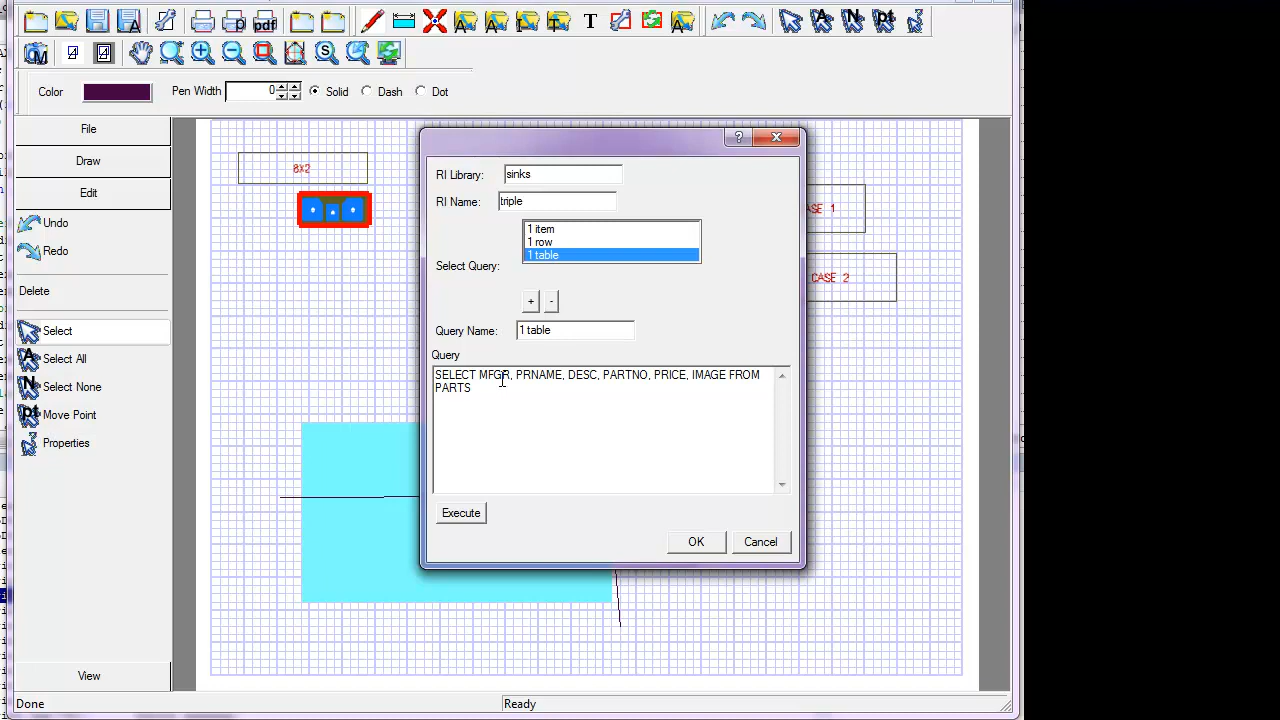 A
p
pdf
A
A
I
T
T
A
A
N
pt
M
S
Color
Pen Width
0
Solid
Dash
Dot
File
Draw
Edit
Undo
Redo
Delete
Select
A Select All
N Select None
pt Move Point
Properties
View
8X2
ASE 1
CASE 2
?
RI Library:
sinks
RI Name:
triple
1 item
1 row
1 table
Select Query:
+
-
Query Name:
1 table
Query
SELECT MFGR, PRNAME, DESC, PARTNO, PRICE, IMAGE FROM
PARTS
Execute
OK
Cancel
Done
Ready